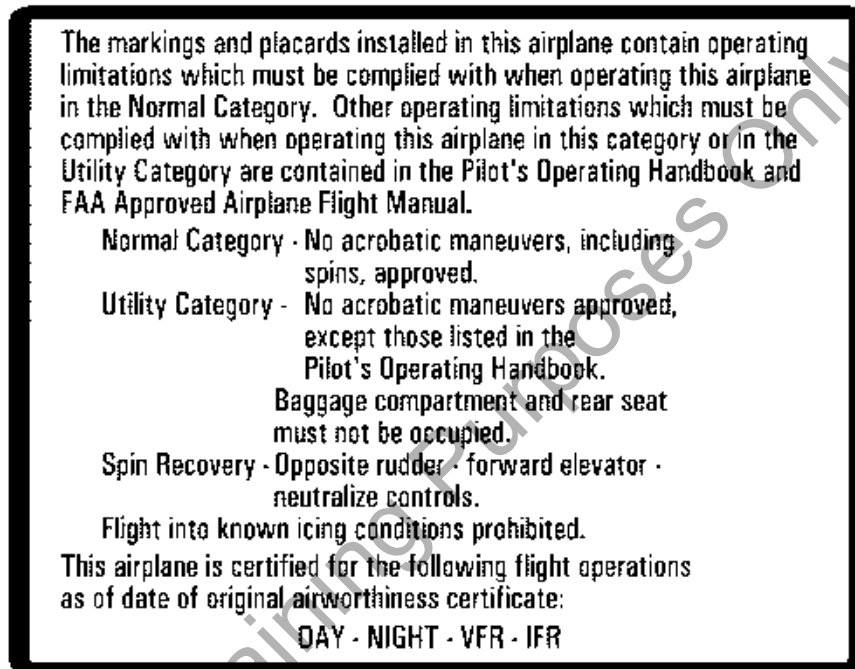 The markings and placards installed in this airplane contain operating
limitations which must be complied with when operating this airplane
in the Normal Category. Other operating limitations which must be
complied with when operating this airplane in this category or in the
Utility Category are contained in the Pilot's Operating Handbook and
FAA Approved Airplane Flight Manual.
Normal Category - No acrobatic maneuvers, including
spins, approved.
Utility Category - No acrobatic maneuvers approved,
except those listed in the
Pilot's Operating Handbook.
Baggage compartment and rear seat
must not be occupied.
Spin Recovery - Opposite rudder - forward elevator -
neutralize controls.
Flight into known icing conditions prohibited.
This airplane is certified for the following flight operations
as of date of original airworthiness certificate:
DAY - NIGHT - VFR - IFR
ining Purposes Only